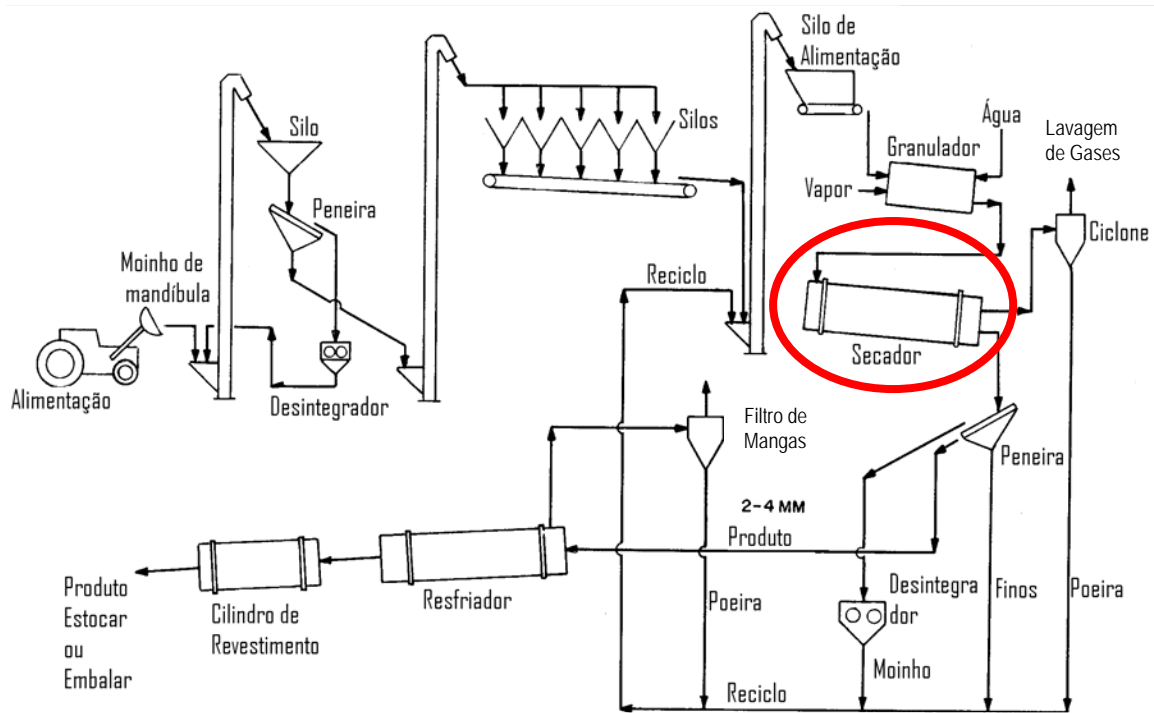 Silo de
Alimentação
Silo
Silos
Água
Lavagem
de Gases
Granulador
Vapor
Peneira
Ciclone
Moinho de
mandíbula
Reciclo
Secador
Alimentação
Desintegrador
Filtro de
Mangas
Peneira
2-4 MM
Produto
Produto
Estocar
ou
Embalar
Cilindro de
Revestimento
Resfriador
Poeira
Desintegra
dor
Finos
Poeira
Moinho
Reciclo